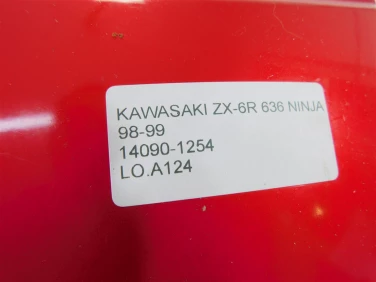 KAWASAKI ZX-6R 636 NINJA
98-99
14090-1254
LO.A124